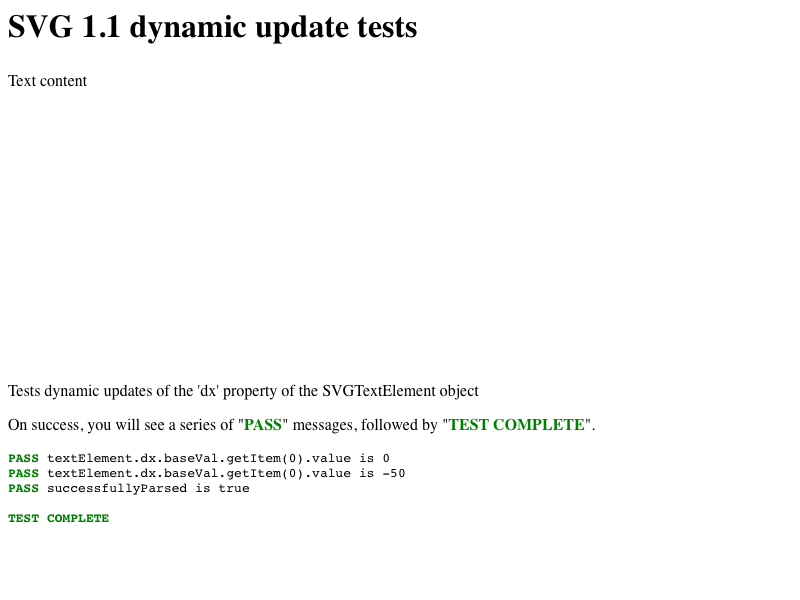 SVG 1.1 dynamic update tests
Text content
Tests dynamic updates of the 'dx' property of the SVGTextElement object
On success, you will see a series of "PASS" messages, followed by "TEST COMPLETE".
PASS textElement.dx.baseVal.getItem(0).value is 0
PASS textElement.dx.baseVal.getItem(0).value is -50
PASS successfullyParsed is true
TEST COMPLETE